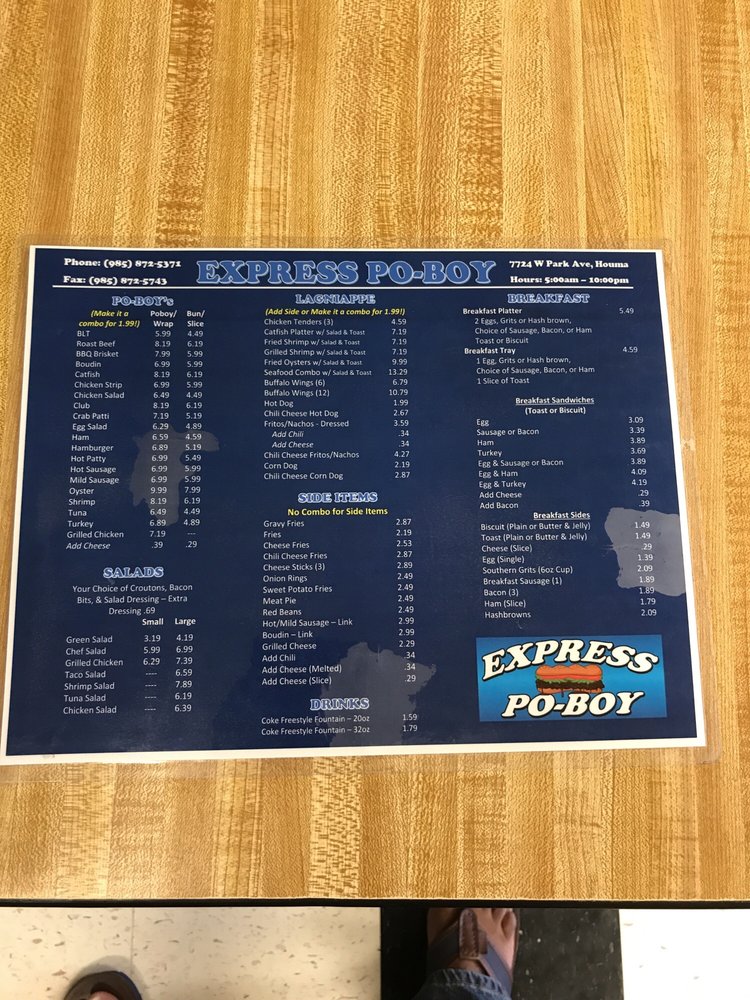 Phone: (985) 872-5371
Fax: (985) 872-5743
EXPRESS PO-BOY
7724 W Park Ave, Houma
Hours: 5:00am – 10:00pm
PO-BOY's
(Make it a combo for 1.99!) Poboy/Wrap Bun/Slice
BLT 5.99 4.49
Roast Beef 8.19 6.19
BBQ Brisket 7.99 5.99
Boudin 6.99 5.99
Catfish 8.19 6.19
Chicken Strip 6.99 5.99
Chicken Salad 6.49 4.49
Club 8.19 6.19
Crab Patti 7.19 5.19
Egg Salad 6.29 4.89
Ham 6.59 4.59
Hamburger 6.89 5.19
Hot Patty 6.99 5.49
Hot Sausage 6.99 5.99
Mild Sausage 6.99 5.99
Oyster 9.99 7.99
Shrimp 8.19 6.19
Tuna 6.49 4.49
Turkey 6.89 4.89
Grilled Chicken 7.19 ---
Add Cheese .39 .29
SALADS
Your Choice of Croutons, Bacon
Bits, & Salad Dressing – Extra
Dressing .69
Small Large
Green Salad 3.19 4.19
Chef Salad 5.99 6.99
Grilled Chicken 6.29 7.39
Taco Salad ---- 6.59
Shrimp Salad ---- 7.89
Tuna Salad ---- 6.19
Chicken Salad ---- 6.39
LAGNIAPPE
(Add Side or Make it a combo for 1.99!)
Chicken Tenders (3) 4.59
Catfish Platter w/ Salad & Toast 7.19
Fried Shrimp w/ Salad & Toast 7.19
Grilled Shrimp w/ Salad & Toast 7.19
Fried Oysters w/ Salad & Toast 9.99
Seafood Combo w/ Salad & Toast 13.29
Buffalo Wings (6) 6.79
Buffalo Wings (12) 10.79
Hot Dog 1.99
Chili Cheese Hot Dog 2.67
Fritos/Nachos - Dressed 3.59
Add Chili .34
Add Cheese .34
Chili Cheese Fritos/Nachos 4.27
Corn Dog 2.19
Chili Cheese Corn Dog 2.87
SIDE ITEMS
No Combo for Side Items
Gravy Fries 2.87
Fries 2.19
Cheese Fries 2.53
Chili Cheese Fries 2.87
Cheese Sticks (3) 2.89
Onion Rings 2.49
Sweet Potato Fries 2.49
Meat Pie 2.49
Red Beans 2.49
Hot/Mild Sausage – Link 2.99
Boudin – Link 2.99
Grilled Cheese 2.29
Add Chili .34
Add Cheese (Melted) .34
Add Cheese (Slice) .29
DRINKS
Coke Freestyle Fountain – 20oz 1.59
Coke Freestyle Fountain – 32oz 1.79
BREAKFAST
Breakfast Platter 5.49
2 Eggs, Grits or Hash brown,
Choice of Sausage, Bacon, or Ham
Toast or Biscuit
Breakfast Tray 4.59
1 Egg, Grits or Hash brown,
Choice of Sausage, Bacon, or Ham
1 Slice of Toast
Breakfast Sandwiches
(Toast or Biscuit)
Egg 3.09
Sausage or Bacon 3.39
Ham 3.89
Turkey 3.69
Egg & Sausage or Bacon 3.89
Egg & Ham 4.09
Egg & Turkey 4.19
Add Cheese .29
Add Bacon .39
Breakfast Sides
Biscuit (Plain or Butter & Jelly) 1.49
Toast (Plain or Butter & Jelly) 1.49
Cheese (Slice) .29
Egg (Single) 1.39
Southern Grits (6oz Cup) 2.09
Breakfast Sausage (1) 1.89
Bacon (3) 1.89
Ham (Slice) 1.79
Hashbrowns 2.09
EXPRESS
PO-BOY